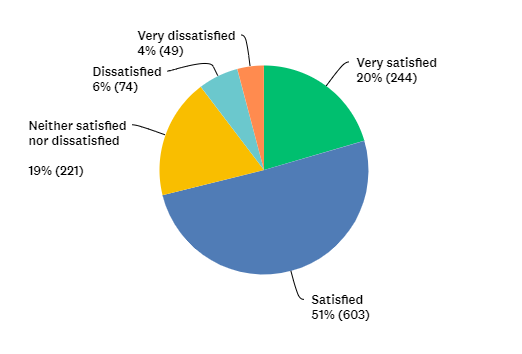 Very dissatisfied
4% (49)
Dissatisfied
6% (74)
Very satisfied
20% (244)
Neither satisfied
nor dissatisfied
19% (221)
Satisfied
51% (603)